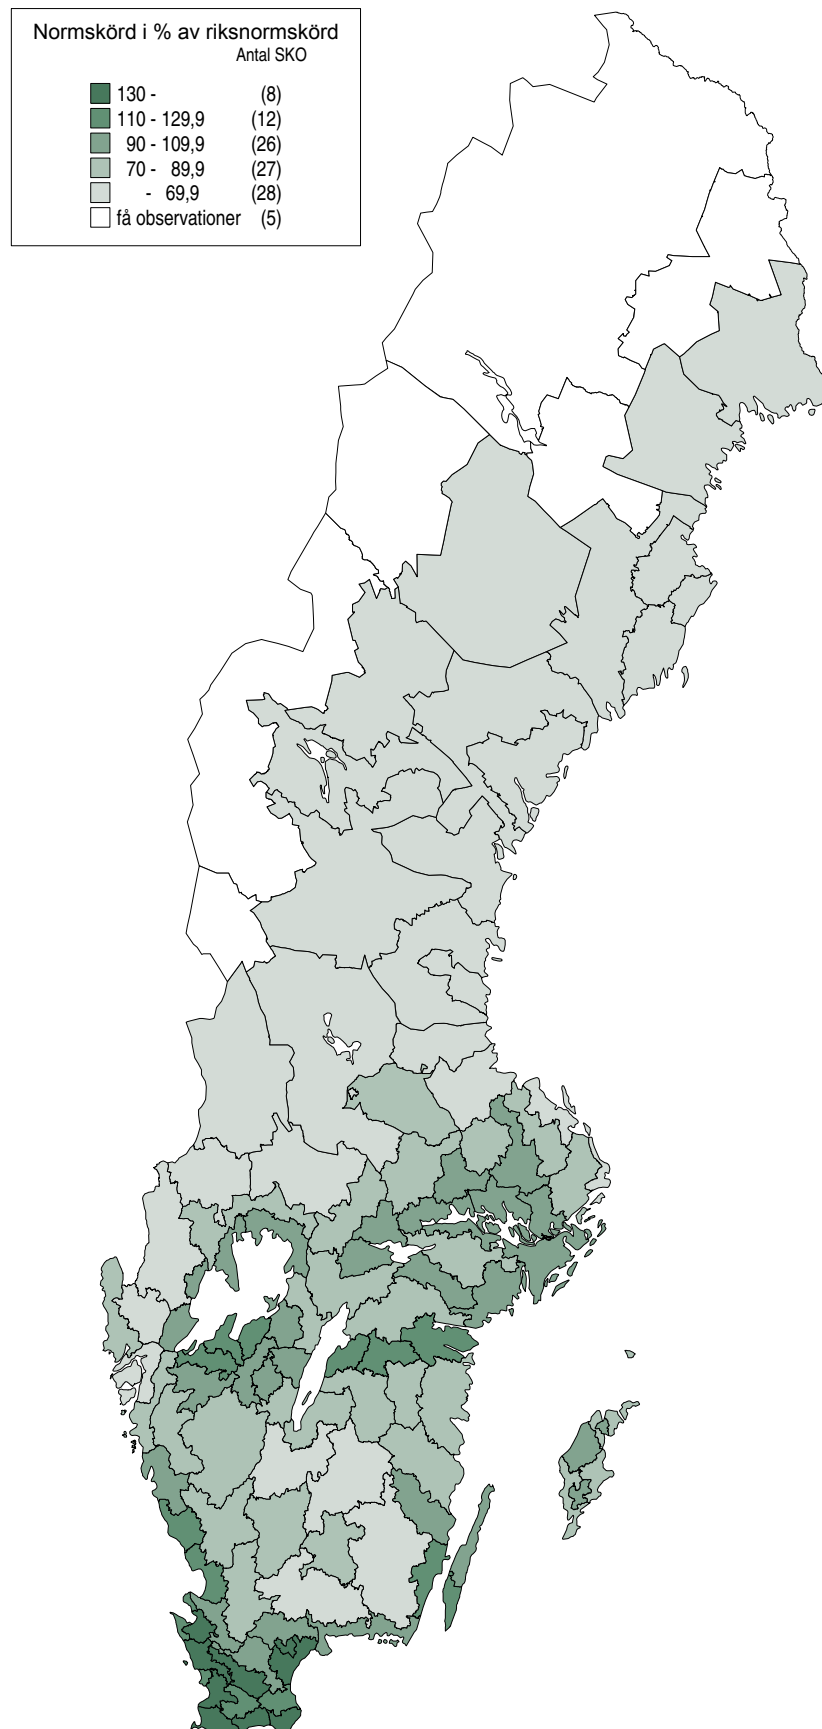 Normskörd i % av riksnormskörd
Antal SKO
130 - (8)
110 - 129,9 (12)
90 - 109,9 (26)
70 - 89,9 (27)
- 69,9 (28)
få observationer (5)